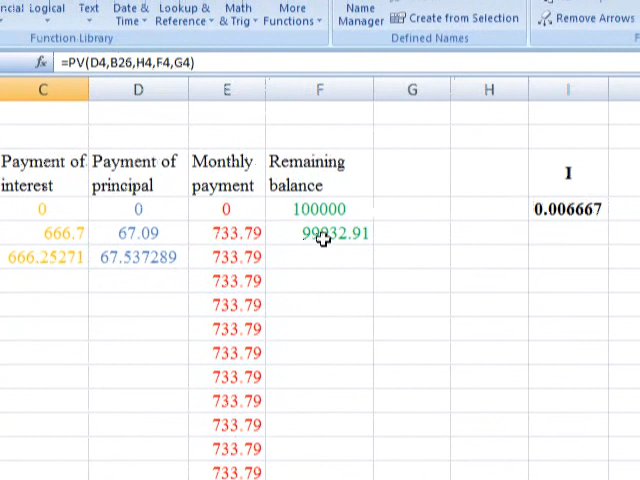 ncial Logical Text Date & Lookup & Math More Name Create from Selection Remove Arrows
Time Reference & Trig Functions Manager
Function Library Defined Names
fx =PV(D4,B26,H4,F4,G4)
C D E F G H I
Payment of Payment of Monthly Remaining
interest principal payment balance I
0 0 0 100000 0.006667
666.7 67.09 733.79 99932.91
666.25271 67.537289 733.79
733.79
733.79
733.79
733.79
733.79
733.79
733.79
733.79
733.79